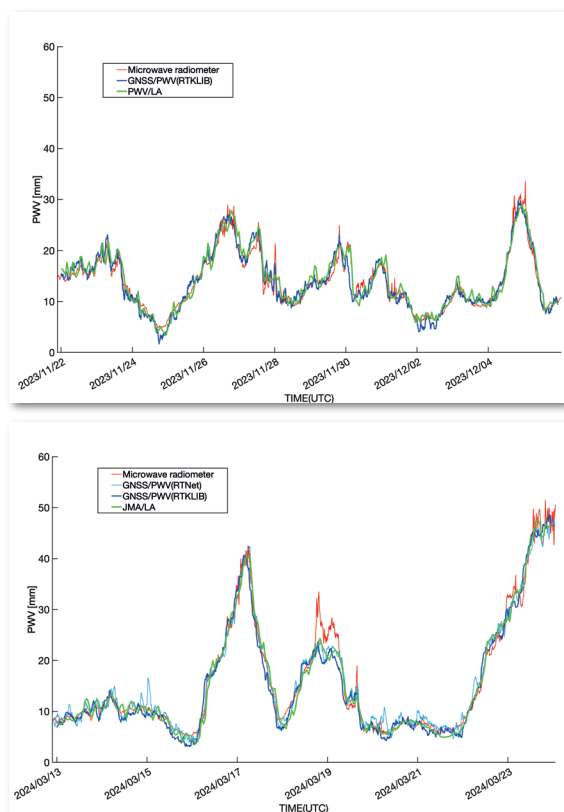 60
50
40
30
20
10
0
PWV [mm]
Microwave radiometer
GNSS/PWV(RTKLIB)
PWV/LA
2023/11/22
2023/11/24
2023/11/26
2023/11/28
2023/11/30
2023/12/02
2023/12/04
TIME(UTC)
60
50
40
30
20
10
0
PWV [mm]
Microwave radiometer
GNSS/PWV(RTNet)
GNSS/PWV(RTKLIB)
JMA/LA
2024/03/13
2024/03/15
2024/03/17
2024/03/19
2024/03/21
2024/03/23
TIME(UTC)